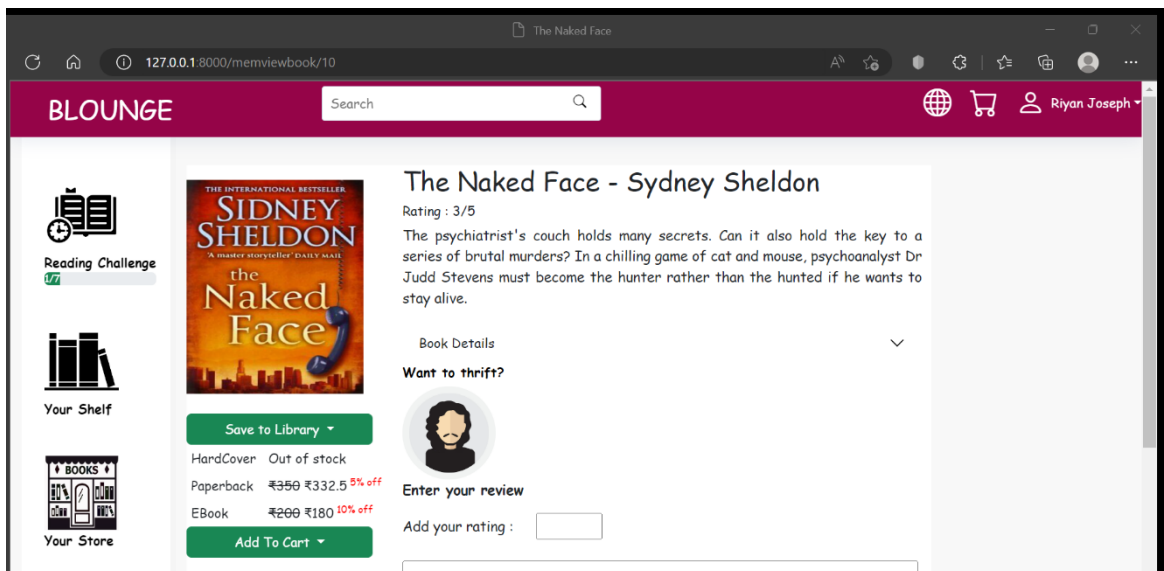 The Naked Face
127.0.0.1:8000/memviewbook/10
BLOUNGE
Search
Riyan Joseph
Reading Challenge
1/7
Your Shelf
BOOKS
Your Store
THE INTERNATIONAL BESTSELLER
SIDNEY
SHELDON
'A master storyteller' DAILY MAIL
the
Naked
Face
Save to Library
HardCover Out of stock
Paperback ₹350 ₹332.5 5% off
EBook ₹200 ₹180 10% off
Add To Cart
The Naked Face - Sydney Sheldon
Rating : 3/5
The psychiatrist's couch holds many secrets. Can it also hold the key to a
series of brutal murders? In a chilling game of cat and mouse, psychoanalyst Dr
Judd Stevens must become the hunter rather than the hunted if he wants to
stay alive.
Book Details
Want to thrift?
Enter your review
Add your rating :